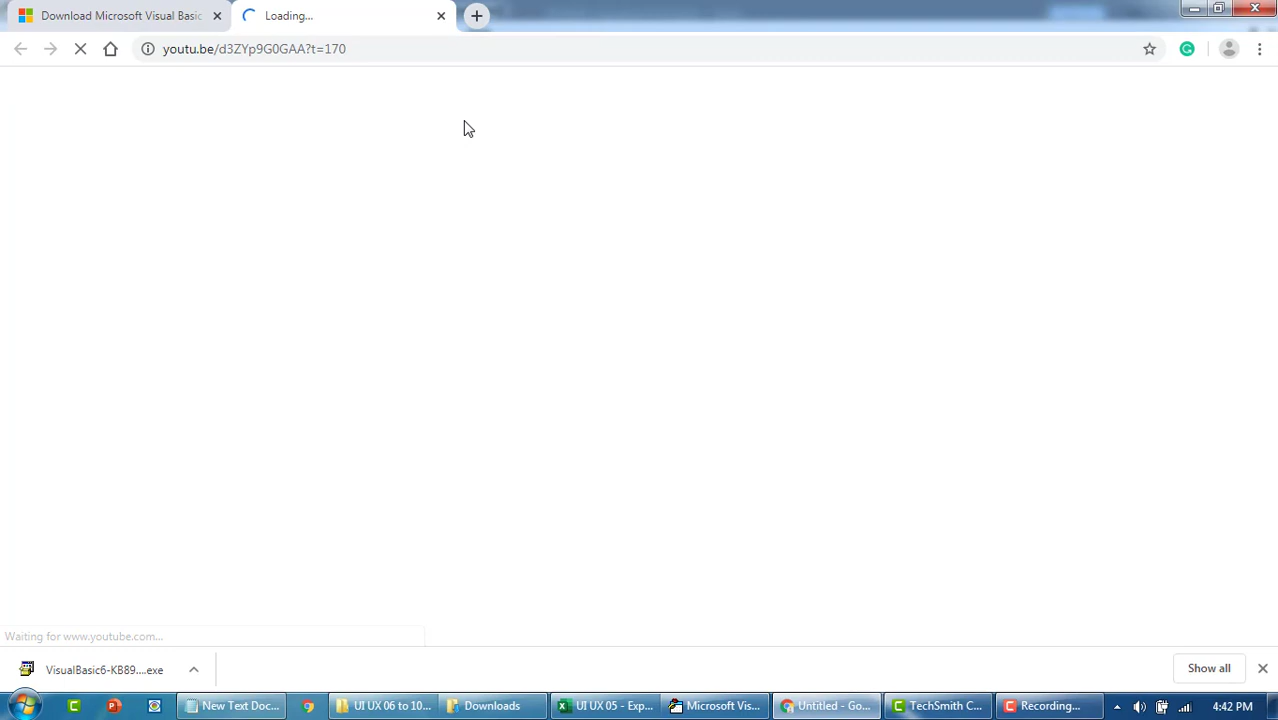 Download Microsoft Visual Basic
Loading...
youtu.be/d3ZYp9G0GAA?t=170
Waiting for www.youtube.com...
VisualBasic6-KB89....exe
Show all
New Text Doc...
UI UX 06 to 10...
Downloads
UI UX 05 - Exp...
Microsoft Vis...
Untitled - Go...
TechSmith C...
Recording...
4:42 PM